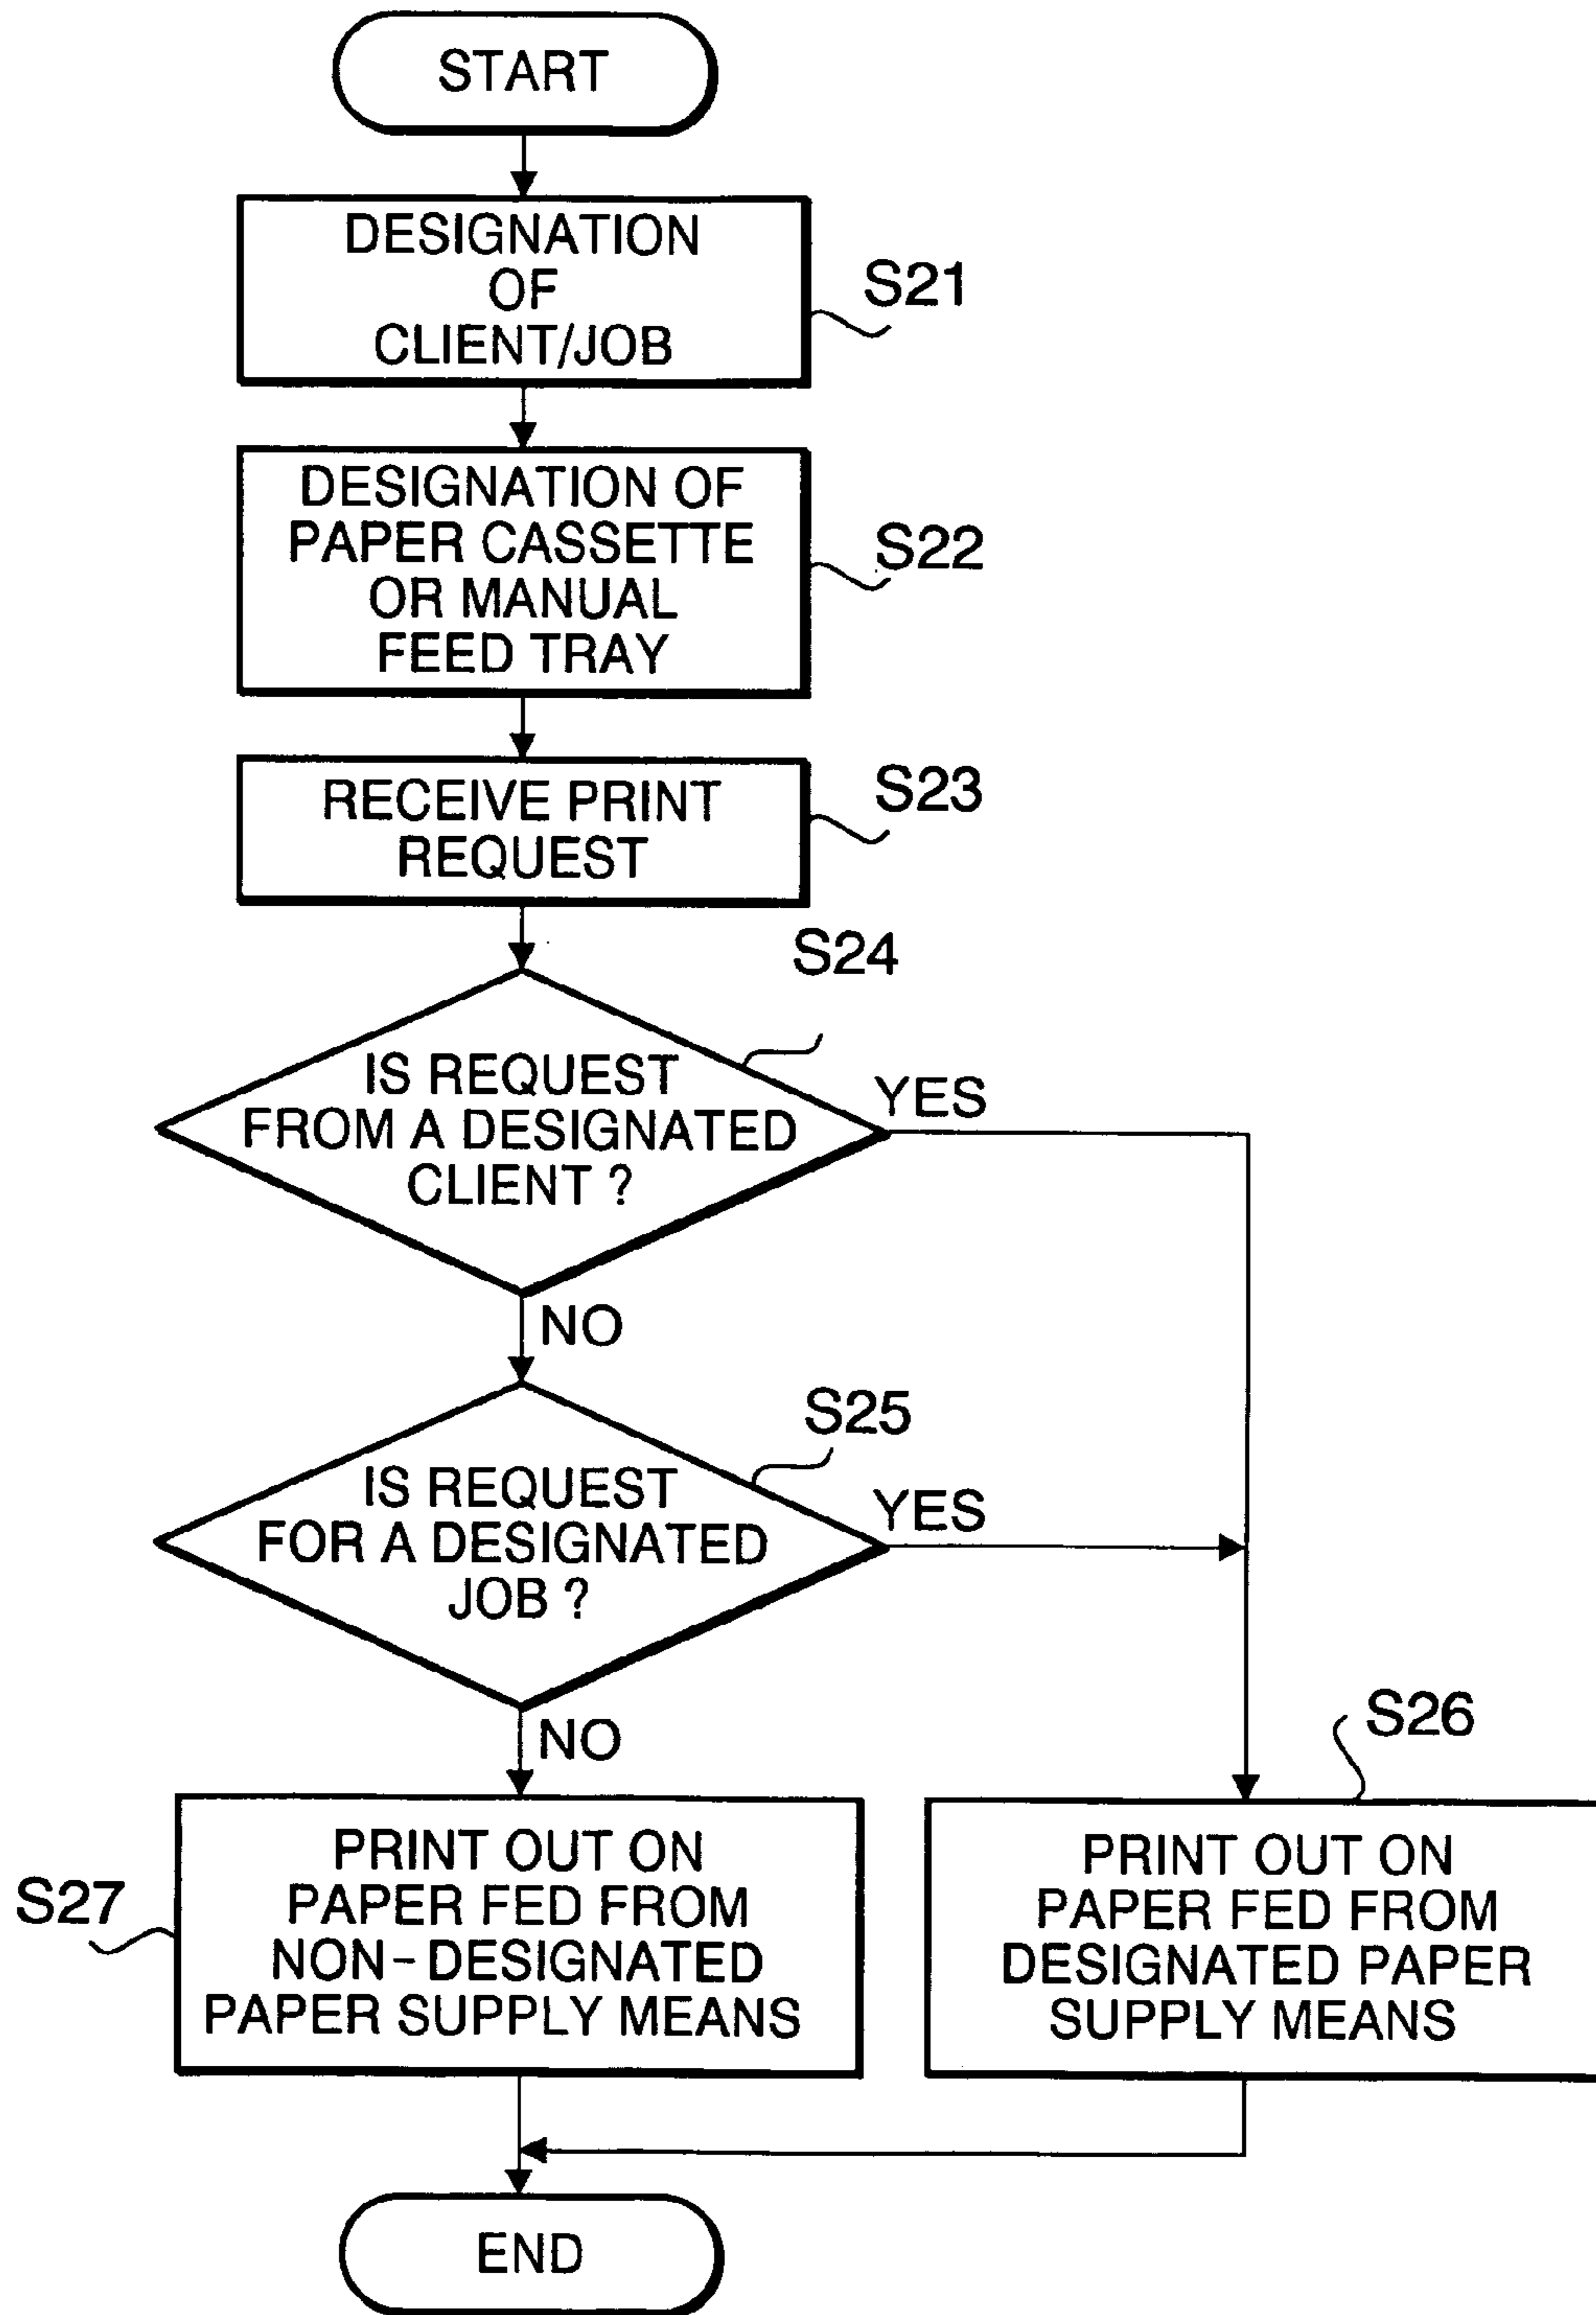 START
DESIGNATION
OF
CLIENT/JOB
S21
DESIGNATION OF
PAPER CASSETTE
OR MANUAL
FEED TRAY
S22
RECEIVE PRINT
REQUEST
S23
S24
IS REQUEST
FROM A DESIGNATED
CLIENT ?
YES
NO
S25
IS REQUEST
FOR A DESIGNATED
JOB ?
YES
NO
S27
PRINT OUT ON
PAPER FED FROM
NON-DESIGNATED
PAPER SUPPLY MEANS
S26
PRINT OUT ON
PAPER FED FROM
DESIGNATED PAPER
SUPPLY MEANS
END